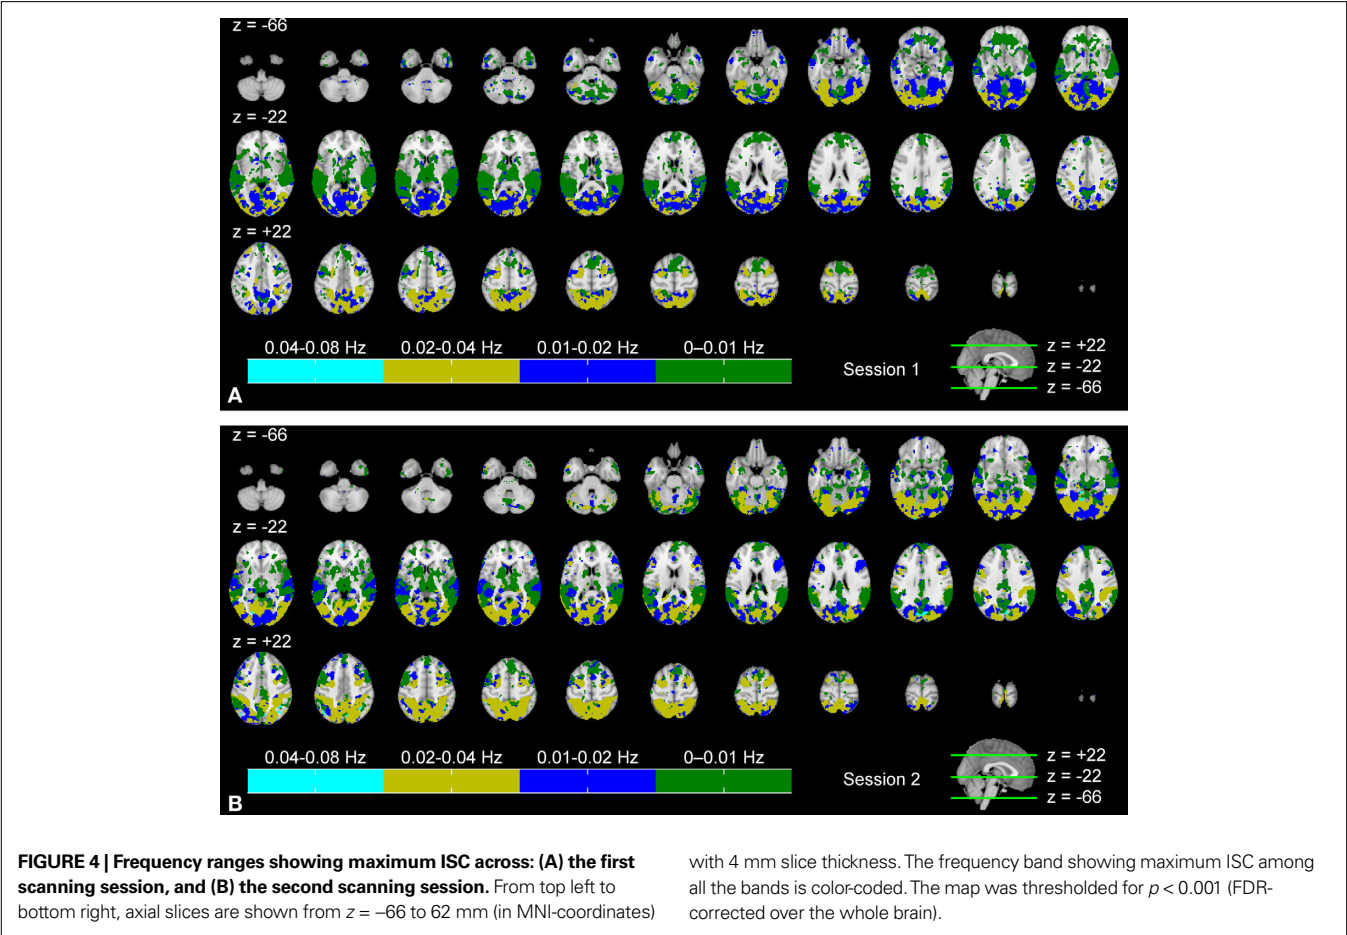 z = -66
z = -22
z = +22
0.04-0.08 Hz 0.02-0.04 Hz 0.01-0.02 Hz 0–0.01 Hz
Session 1
z = +22
z = -22
z = -66
A
z = -66
z = -22
z = +22
0.04-0.08 Hz 0.02-0.04 Hz 0.01-0.02 Hz 0–0.01 Hz
Session 2
z = +22
z = -22
z = -66
B
FIGURE 4 | Frequency ranges showing maximum ISC across: (A) the first
scanning session, and (B) the second scanning session. From top left to
bottom right, axial slices are shown from z = −66 to 62 mm (in MNI-coordinates)
with 4 mm slice thickness. The frequency band showing maximum ISC among
all the bands is color-coded. The map was thresholded for p < 0.001 (FDR-
corrected over the whole brain).